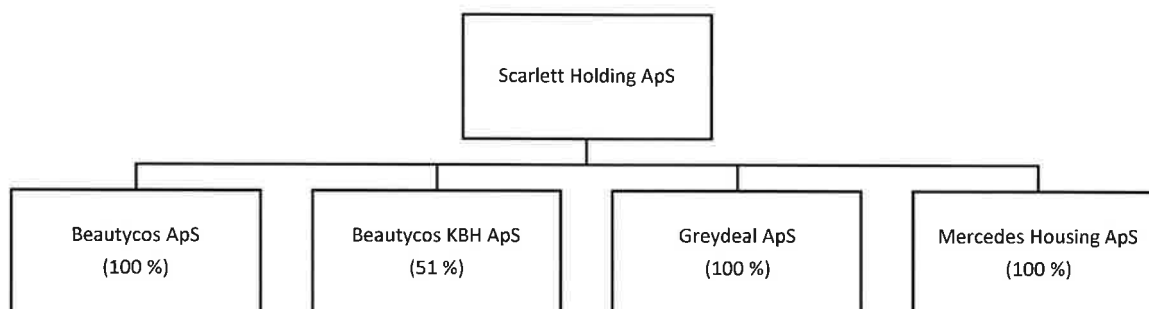 Scarlett Holding ApS
Beautycos ApS
(100 %)
Beautycos KBH ApS
(51 %)
Greydeal ApS
(100 %)
Mercedes Housing ApS
(100 %)